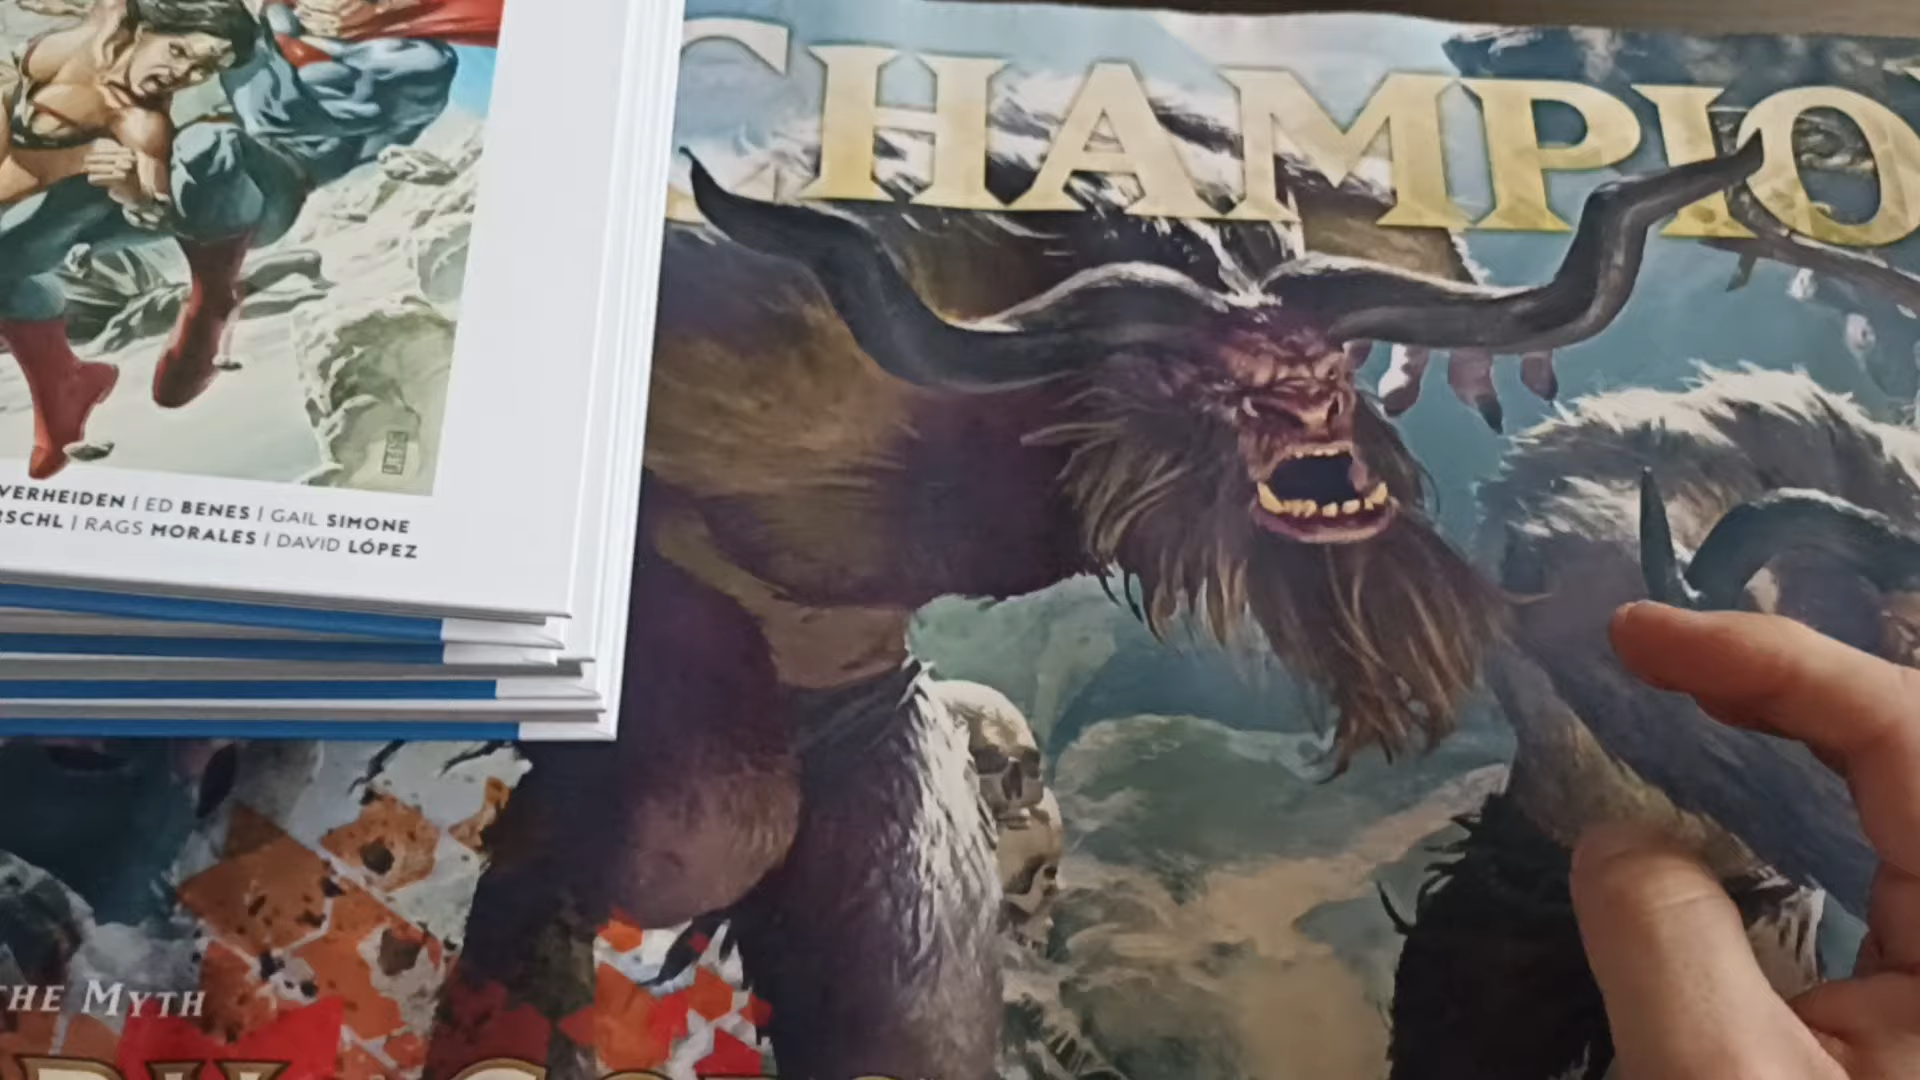 CHAMPIO
VERHEIDEN | ED BENES | GAIL SIMONE
RSCHL | RAGS MORALES | DAVID LÓPEZ
THE MYTH